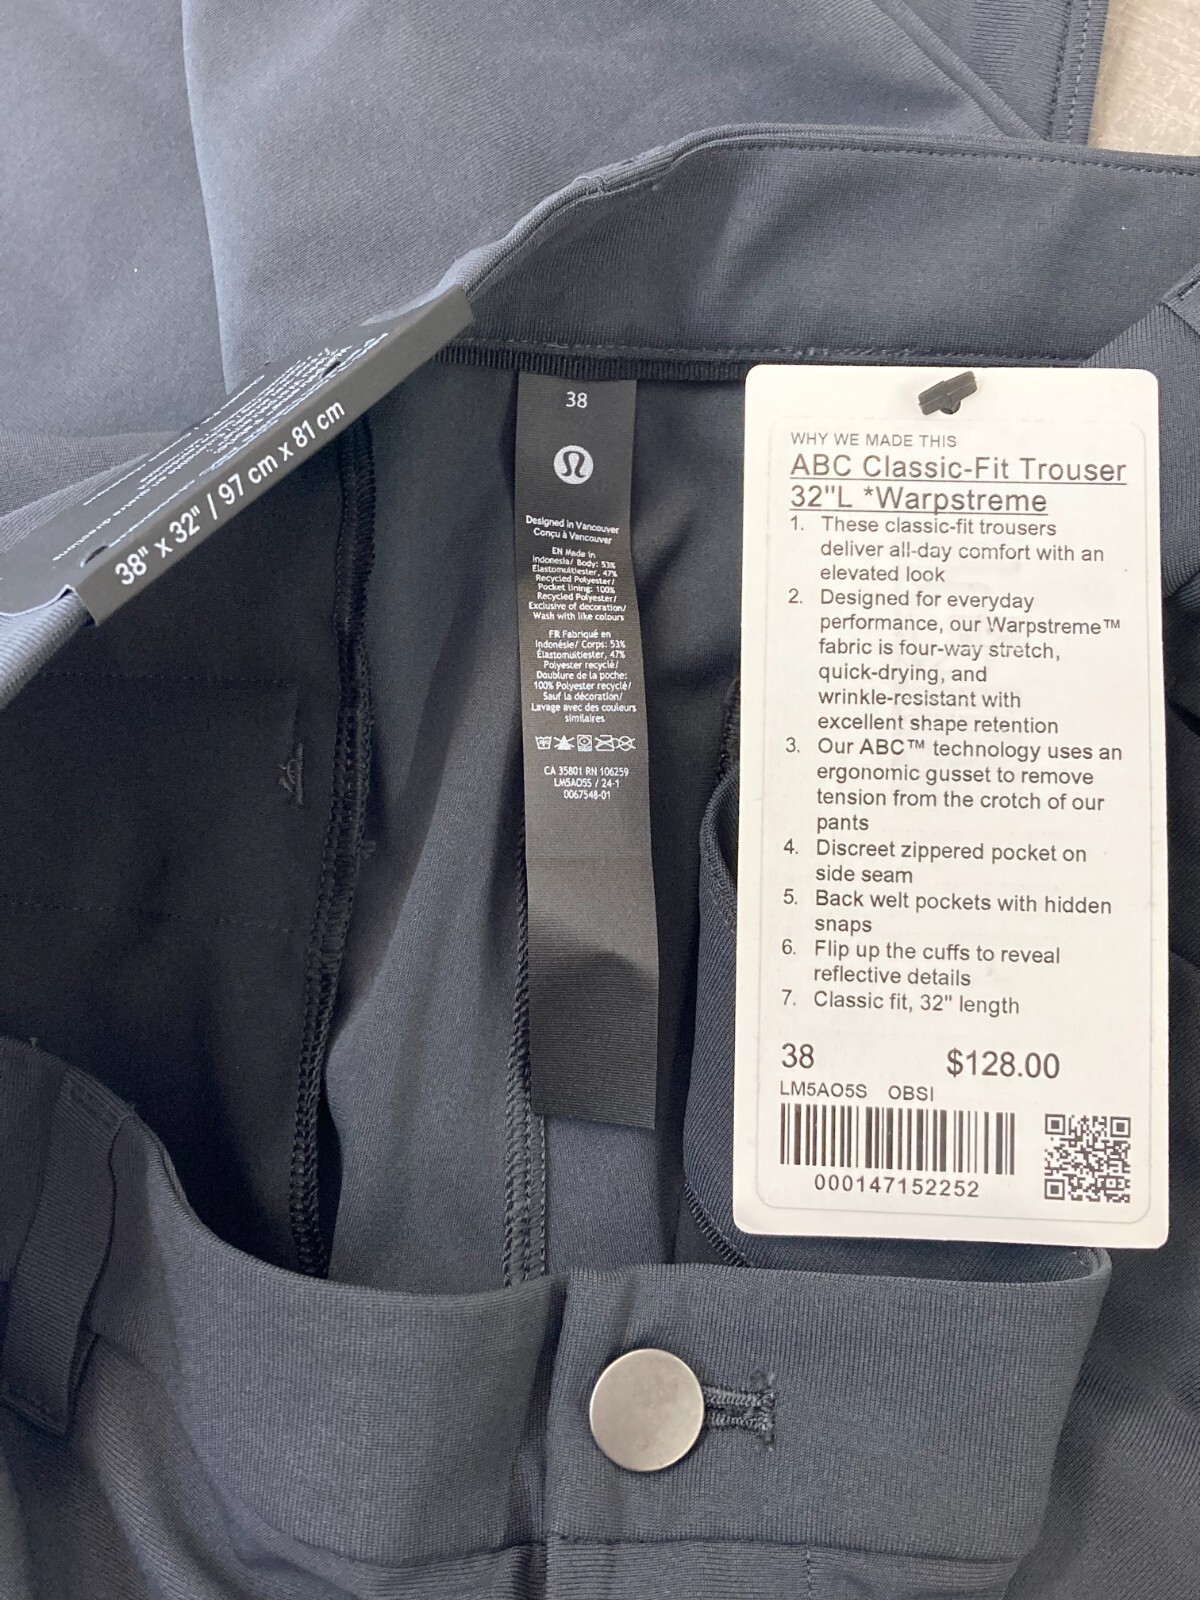 38" x 32" / 97 cm x 81 cm
38
Designed in Vancouver
Conçu à Vancouver
EN Made in
Indonesia/ Body: 53%
Elastomultiester, 47%
Recycled Polyester/
Pocket lining: 100%
Recycled Polyester/
Exclusive of decoration/
Wash with like colours
FR Fabriqué en
Indonésie/ Corps: 53%
Élastomultiester, 47%
Polyester recyclé/
Doublure de la poche:
100% Polyester recyclé/
Sauf la décoration/
Lavage avec des couleurs
similaires
CA 35801 RN 106259
LM5AO5S / 24-1
0067548-01
WHY WE MADE THIS
ABC Classic-Fit Trouser
32"L *Warpstreme
1. These classic-fit trousers
deliver all-day comfort with an
elevated look
2. Designed for everyday
performance, our Warpstreme™
fabric is four-way stretch,
quick-drying, and
wrinkle-resistant with
excellent shape retention
3. Our ABC™ technology uses an
ergonomic gusset to remove
tension from the crotch of our
pants
4. Discreet zippered pocket on
side seam
5. Back welt pockets with hidden
snaps
6. Flip up the cuffs to reveal
reflective details
7. Classic fit, 32" length
38 $128.00
LM5AO5S OBSI
000147152252